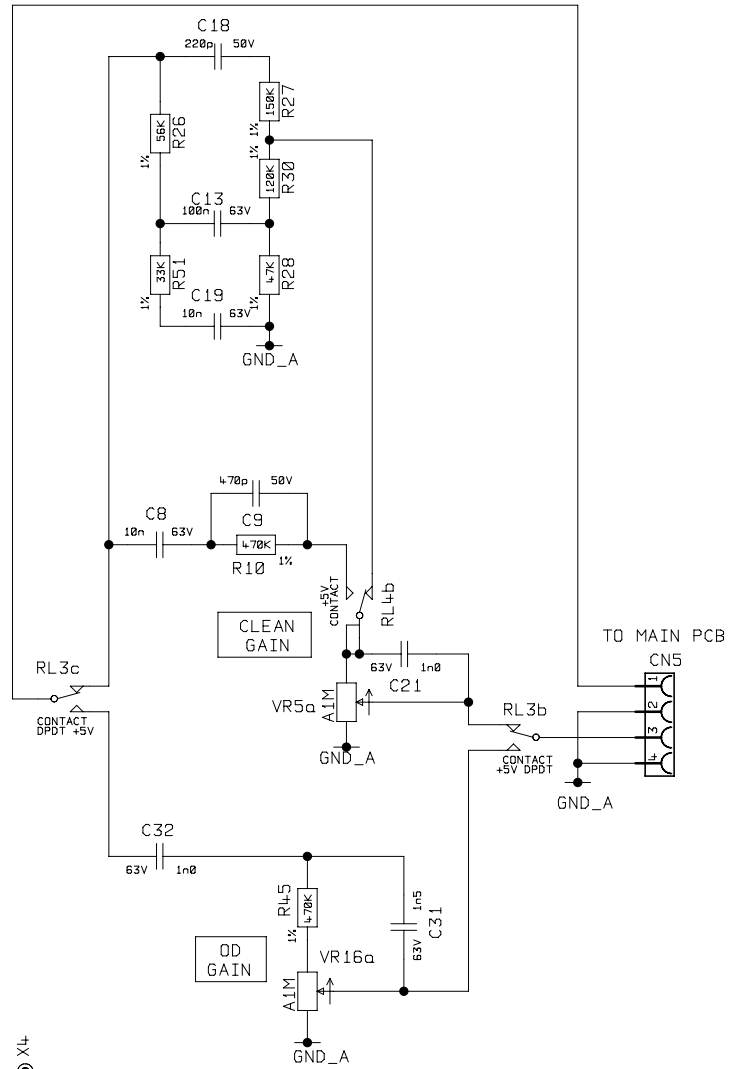 C18
220p 50V
R27
150K
1%
R26
56K
1%
R30
120K
1%
C13
100n 63V
R51
33K
1%
R28
47K
1%
C19
10n 63V
GND_A
470p 50V
C8
10n 63V
C9
470K
R10 1%
+5V
CONTACT
RL4b
CLEAN
GAIN
TO MAIN PCB
CN5
1
2
3
4
RL3c
CONTACT
DPDT +5V
63V 1n0
C21
VR5a
A1M
RL3b
CONTACT
+5V DPDT
GND_A
GND_A
C32
63V 1n0
R45
470K
1%
1n5
C31
63V
OD
GAIN
VR16a
A1M
GND_A
X4